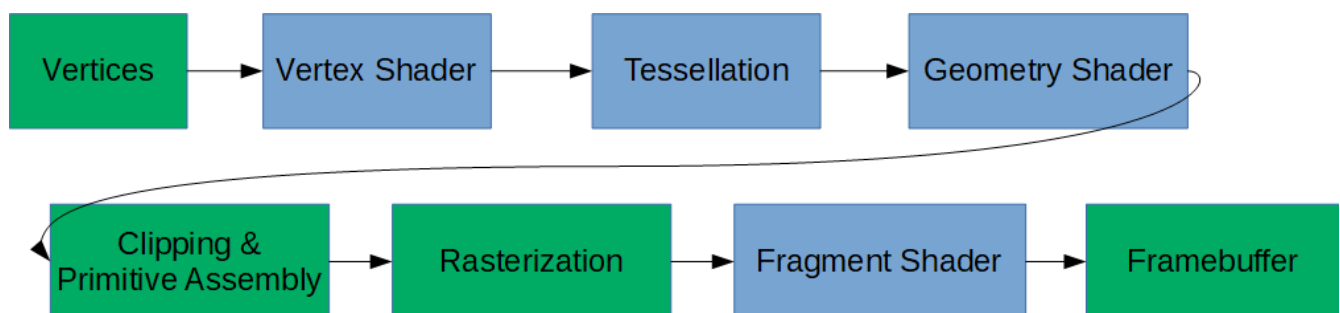 Vertices
Vertex Shader
Tessellation
Geometry Shader
Clipping &
Primitive Assembly
Rasterization
Fragment Shader
Framebuffer